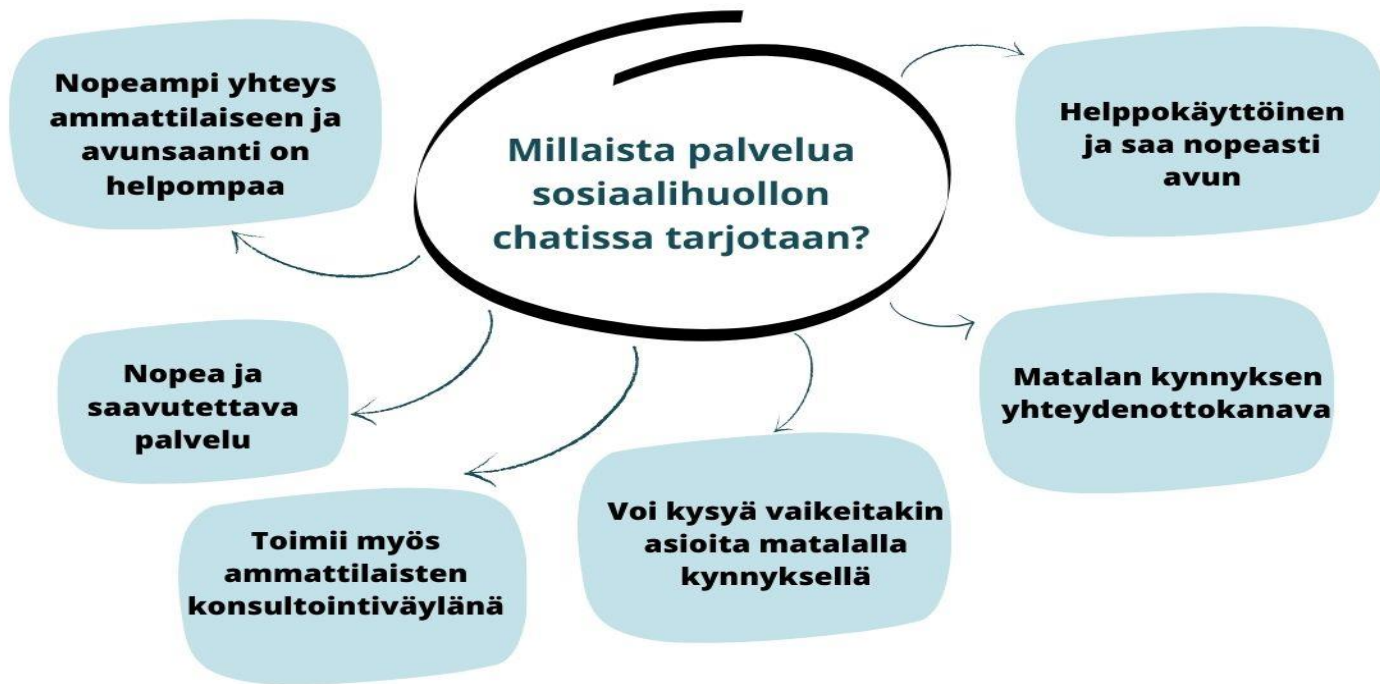 Millaista palvelua
sosiaalihuollon
chatissa tarjotaan?
Nopeampi yhteys
ammattilaiseen ja
avunsaanti on
helpompaa
Nopea ja
saavutettava
palvelu
Toimii myös
ammattilaisten
konsultointiväylänä
Voi kysyä vaikeitakin
asioita matalalla
kynnyksellä
Matalan kynnyksen
yhteydenottokanava
Helppokäyttöinen
ja saa nopeasti
avun